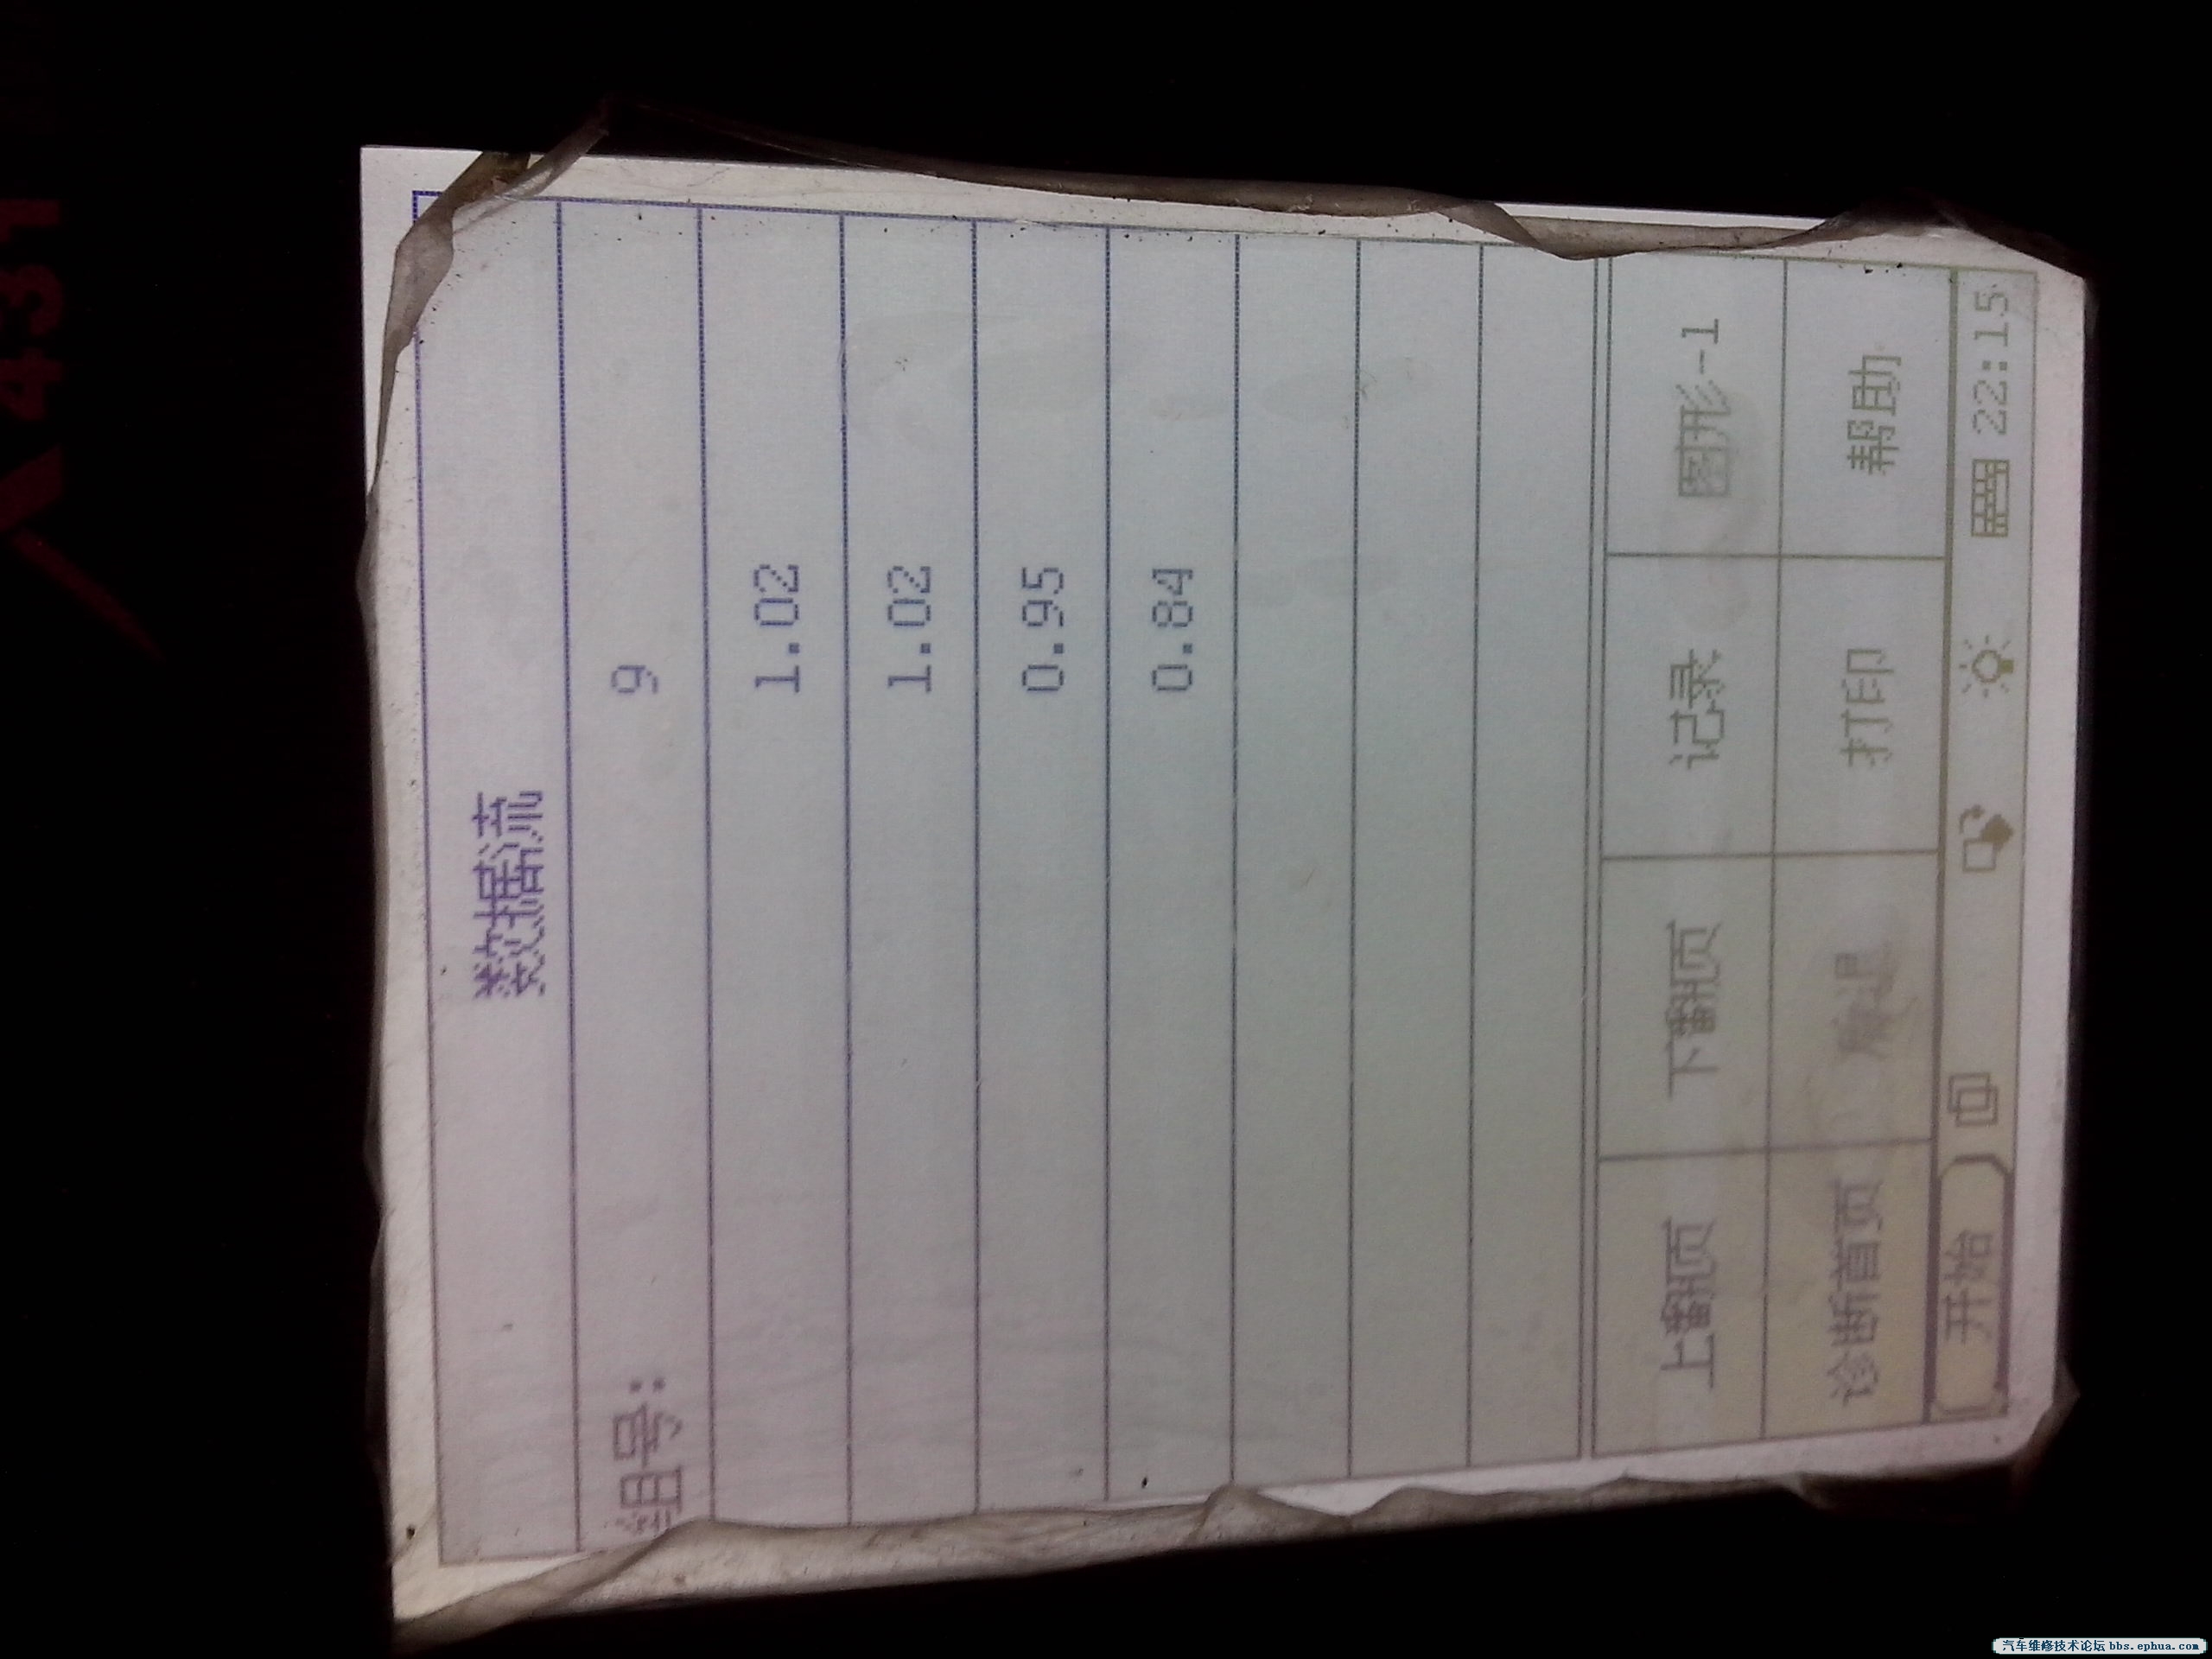 X431
数据流
组号: 9
1.02
1.02
0.95
0.84
上翻页 下翻页 记录 图形-1
诊断首页 打印 帮助
开始 22:15
汽车维修技术论坛 bbs.ephua.com